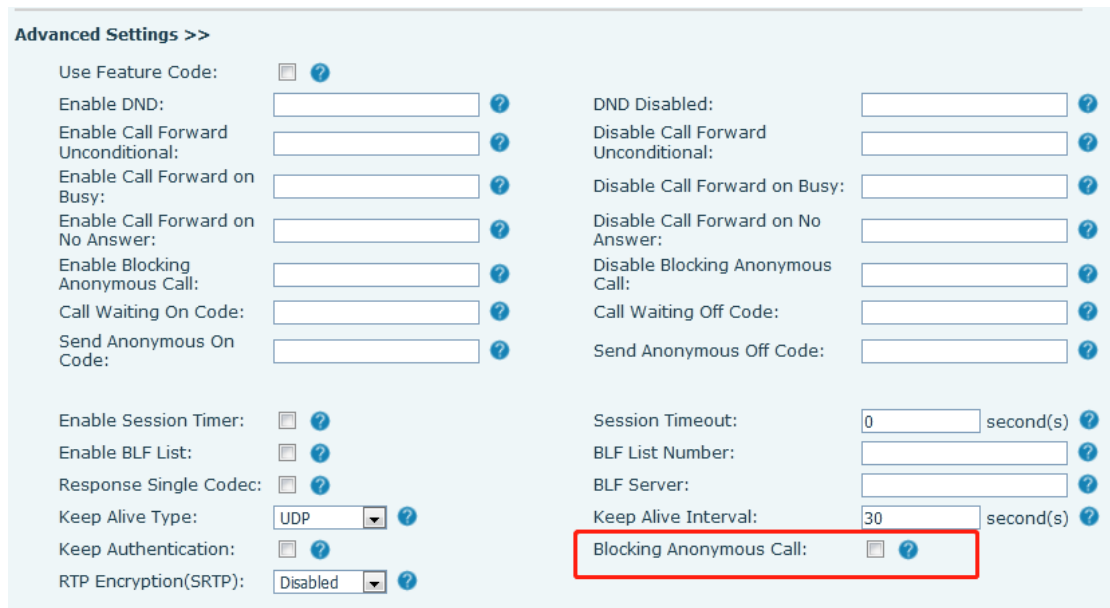 Advanced Settings >>
Use Feature Code:
Enable DND:
DND Disabled:
Enable Call Forward
Unconditional:
Disable Call Forward
Unconditional:
Enable Call Forward on
Busy:
Disable Call Forward on Busy:
Enable Call Forward on
No Answer:
Disable Call Forward on No
Answer:
Enable Blocking
Anonymous Call:
Disable Blocking Anonymous
Call:
Call Waiting On Code:
Call Waiting Off Code:
Send Anonymous On
Code:
Send Anonymous Off Code:
Enable Session Timer:
Session Timeout: 0 second(s)
Enable BLF List:
BLF List Number:
Response Single Codec:
BLF Server:
Keep Alive Type: UDP
Keep Alive Interval: 30 second(s)
Keep Authentication:
Blocking Anonymous Call:
RTP Encryption(SRTP): Disabled